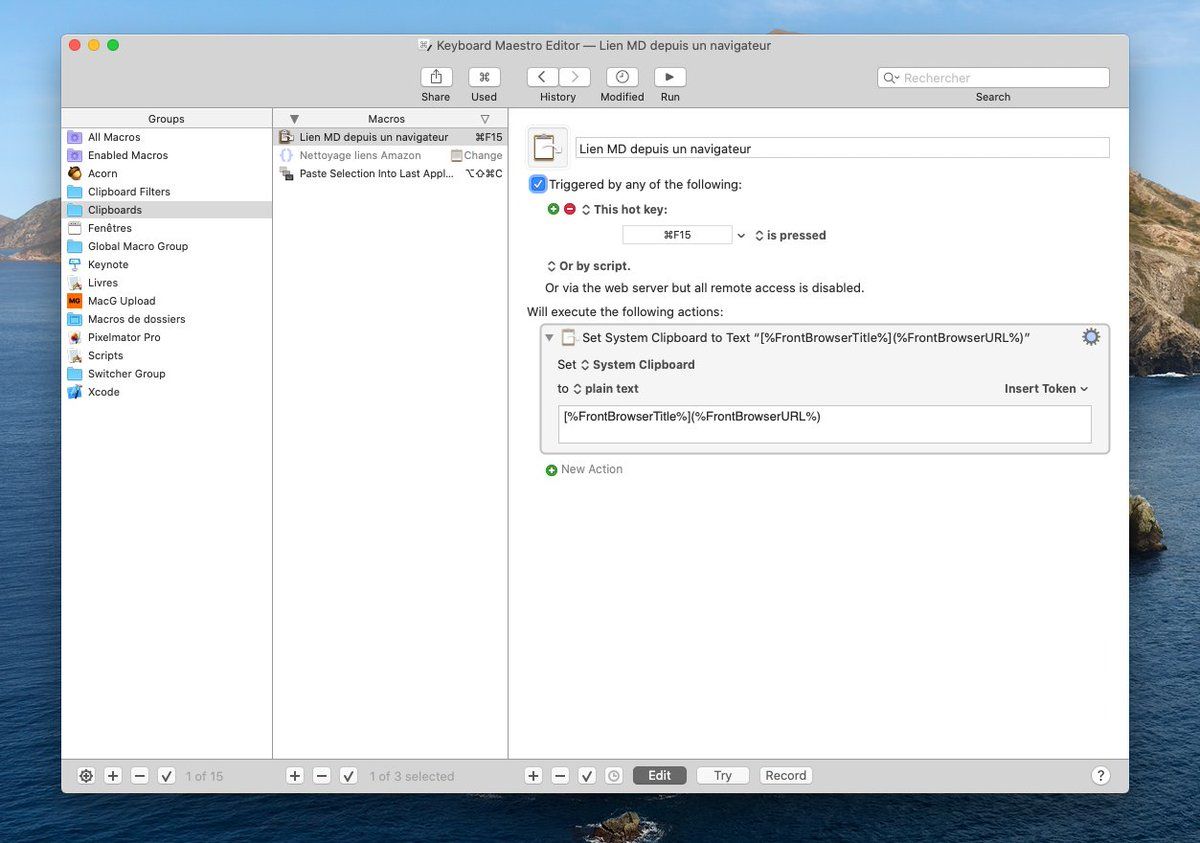 Keyboard Maestro Editor — Lien MD depuis un navigateur
Share
Used
History
Modified
Run
Rechercher
Search
Groups
All Macros
Enabled Macros
Acorn
Clipboard Filters
Clipboards
Fenêtres
Global Macro Group
Keynote
Livres
MG MacG Upload
Macros de dossiers
Pixelmator Pro
Scripts
Switcher Group
Xcode
1 of 15
Macros
Lien MD depuis un navigateur ⌘F15
Nettoyage liens Amazon Change
Paste Selection Into Last Appl... ⌥⇧⌘C
1 of 3 selected
Lien MD depuis un navigateur
Triggered by any of the following:
This hot key:
⌘F15 is pressed
Or by script.
Or via the web server but all remote access is disabled.
Will execute the following actions:
Set System Clipboard to Text “[%FrontBrowserTitle%](%FrontBrowserURL%)”
Set System Clipboard
to plain text Insert Token
[%FrontBrowserTitle%](%FrontBrowserURL%)
New Action
Edit Try Record ?